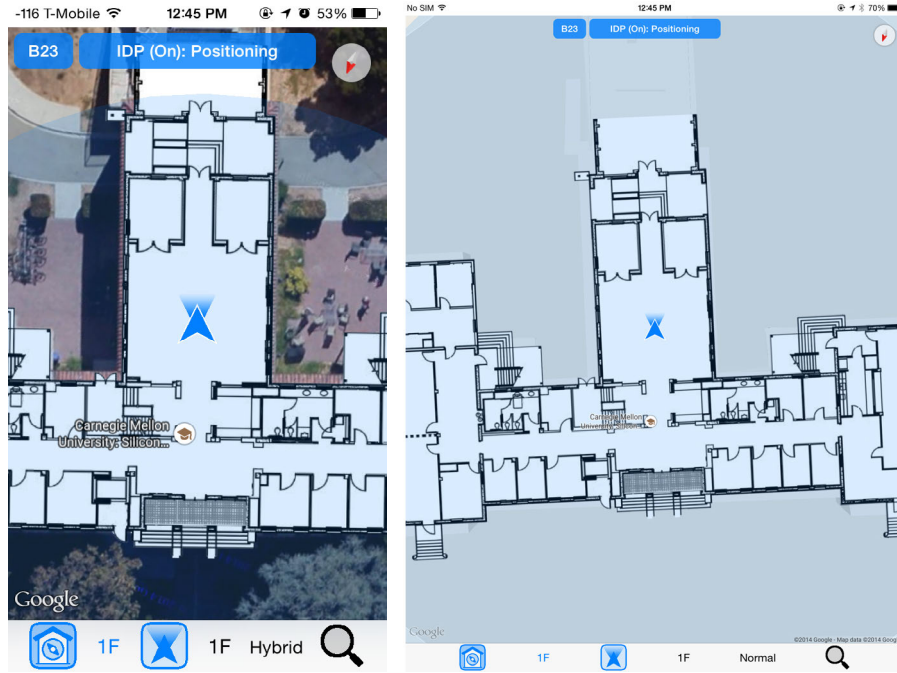 -116 T-Mobile 12:45 PM 53%
B23 IDP (On): Positioning
Carnegie Mellon
University: Silicon...
Google
1F 1F Hybrid
No SIM 12:45 PM 70%
B23 IDP (On): Positioning
Carnegie Mellon
University: Silicon...
Google
©2014 Google - Map data ©2014 Goog
1F 1F Normal